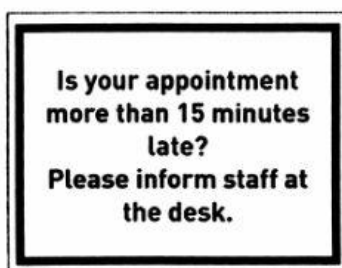 Is your appointment
more than 15 minutes
late?
Please inform staff at
the desk.